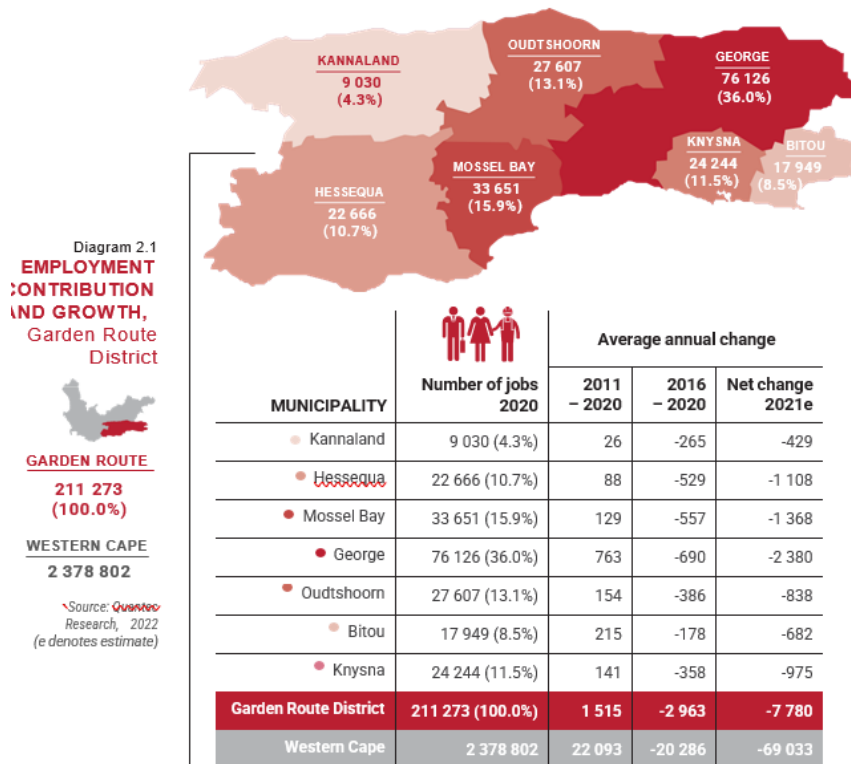 KANNALAND
9 030
(4.3%)
OUDTSHOORN
27 607
(13.1%)
GEORGE
76 126
(36.0%)
KNYSNA
24 244
(11.5%)
BITOU
17 949
(8.5%)
MOSSEL BAY
33 651
(15.9%)
HESSEQUA
22 666
(10.7%)
Diagram 2.1
EMPLOYMENT
CONTRIBUTION
AND GROWTH,
Garden Route
District
GARDEN ROUTE
211 273
(100.0%)
WESTERN CAPE
2 378 802
Source: Quantec
Research, 2022
(e denotes estimate)
Average annual change
MUNICIPALITY Number of jobs 2020 2011 – 2020 2016 – 2020 Net change 2021e
Kannaland 9 030 (4.3%) 26 -265 -429
Hessequa 22 666 (10.7%) 88 -529 -1 108
Mossel Bay 33 651 (15.9%) 129 -557 -1 368
George 76 126 (36.0%) 763 -690 -2 380
Oudtshoorn 27 607 (13.1%) 154 -386 -838
Bitou 17 949 (8.5%) 215 -178 -682
Knysna 24 244 (11.5%) 141 -358 -975
Garden Route District 211 273 (100.0%) 1 515 -2 963 -7 780
Western Cape 2 378 802 22 093 -20 286 -69 033